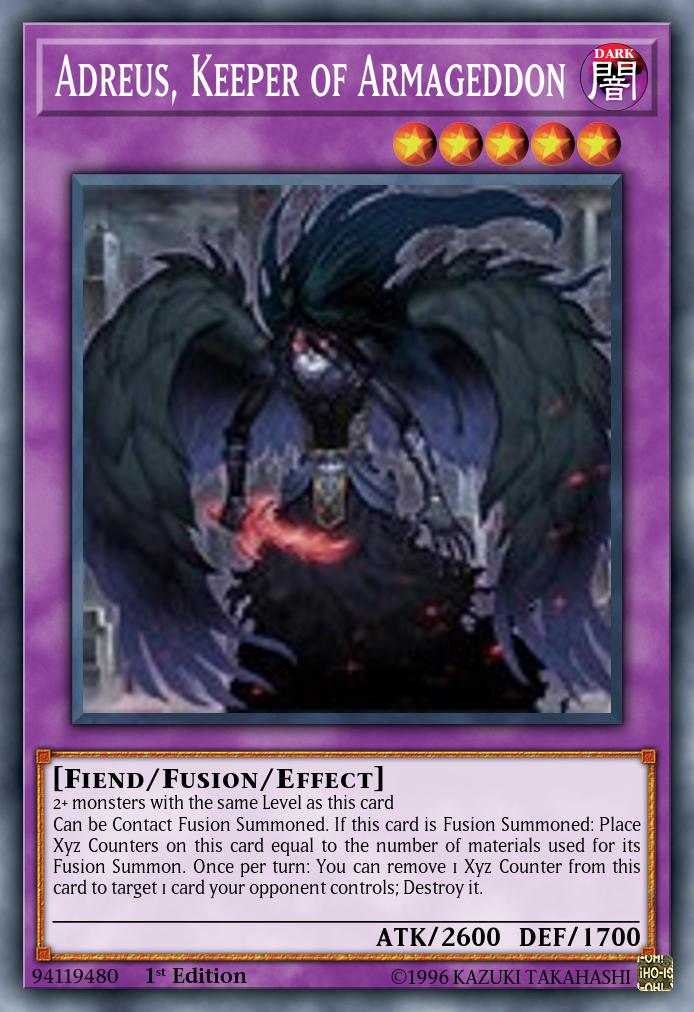 Adreus, Keeper of Armageddon
DARK
闇
[Fiend/Fusion/Effect]
2+ monsters with the same Level as this card
Can be Contact Fusion Summoned. If this card is Fusion Summoned: Place
Xyz Counters on this card equal to the number of materials used for its
Fusion Summon. Once per turn: You can remove 1 Xyz Counter from this
card to target 1 card your opponent controls; Destroy it.
ATK/2600 DEF/1700
94119480 1st Edition ©1996 KAZUKI TAKAHASHI